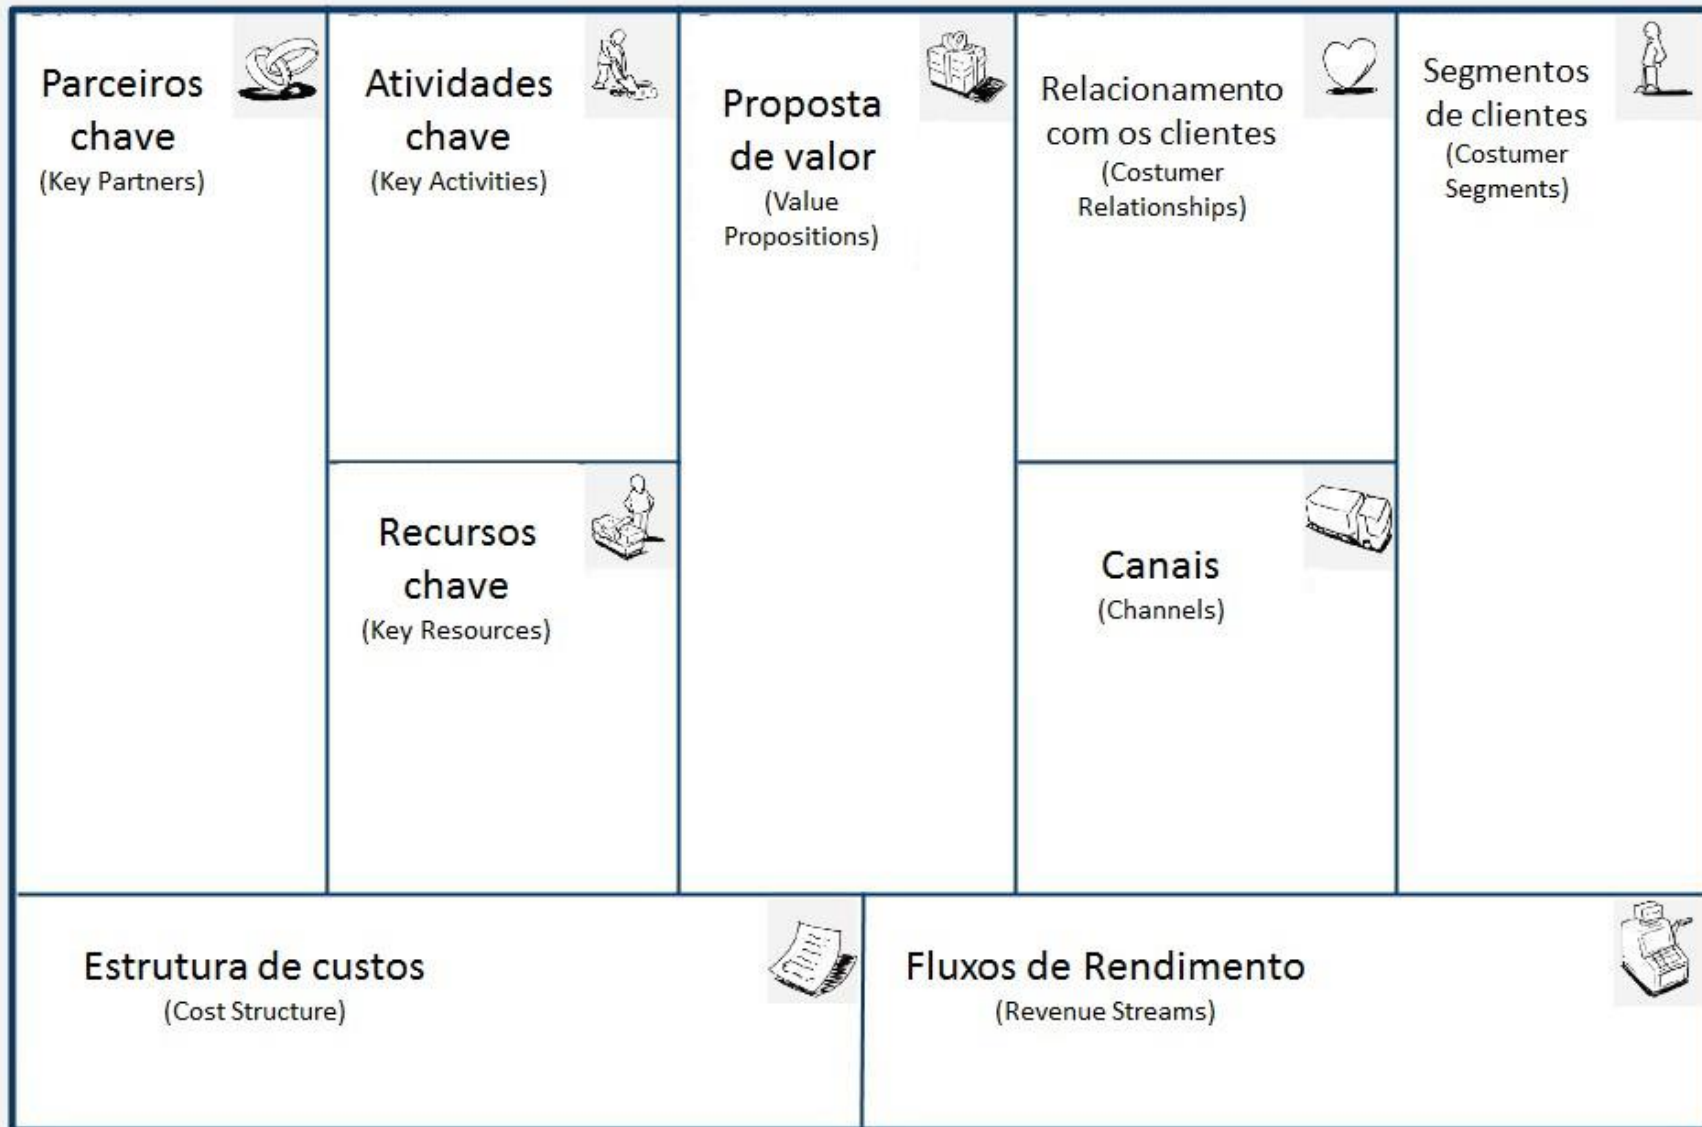 Parceiros
chave
(Key Partners)
Atividades
chave
(Key Activities)
Recursos
chave
(Key Resources)
Proposta
de valor
(Value
Propositions)
Relacionamento
com os clientes
(Costumer
Relationships)
Canais
(Channels)
Segmentos
de clientes
(Costumer
Segments)
Estrutura de custos
(Cost Structure)
Fluxos de Rendimento
(Revenue Streams)